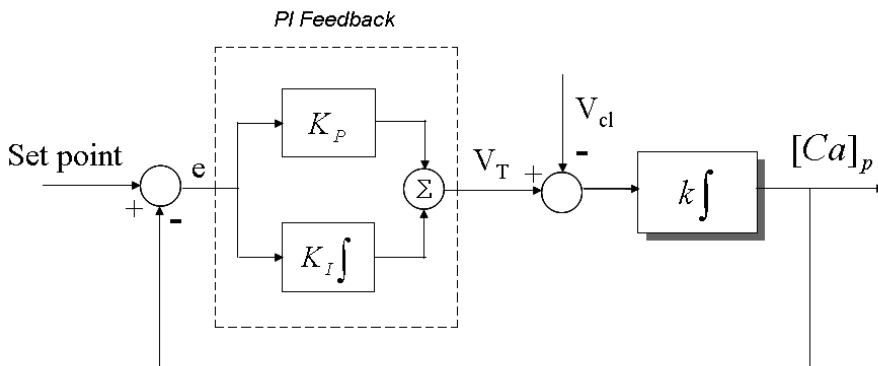 PI Feedback
K_P
V_cl
Set point
e
V_T
+
-
[Ca]_p
+
-
Σ
k∫
K_I∫